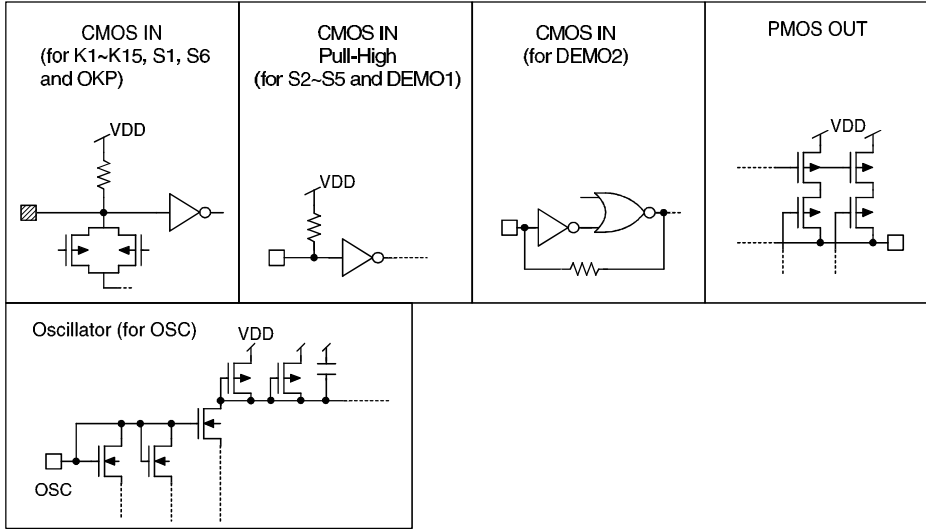 CMOS IN
(for K1~K15, S1, S6
and OKP)
VDD
CMOS IN
Pull-High
(for S2~S5 and DEMO1)
VDD
CMOS IN
(for DEMO2)
PMOS OUT
VDD
Oscillator (for OSC)
VDD
OSC